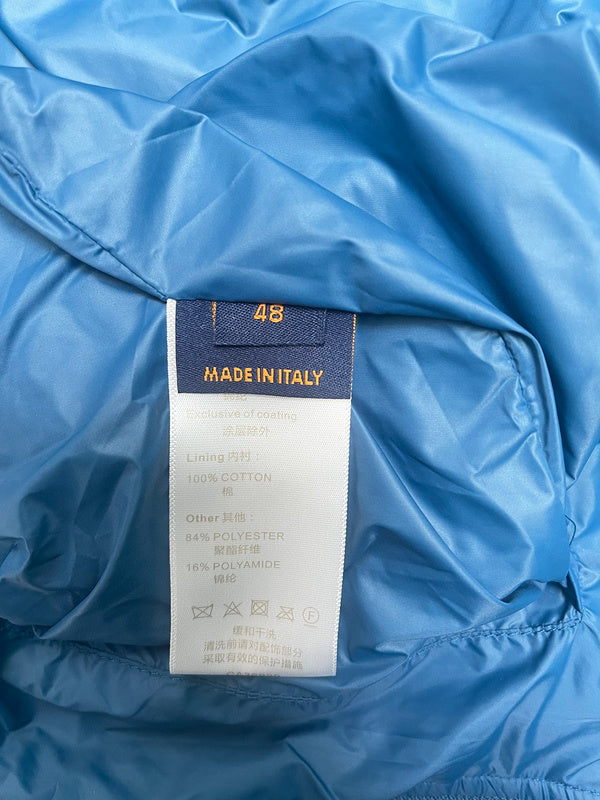 48
MADE IN ITALY
锦纶
Exclusive of coating
涂层除外
Lining 内衬：
100% COTTON
棉
Other 其他：
84% POLYESTER
聚酯纤维
16% POLYAMIDE
锦纶
F
缓和干洗
清洗前请对配饰部分
采取有效的保护措施